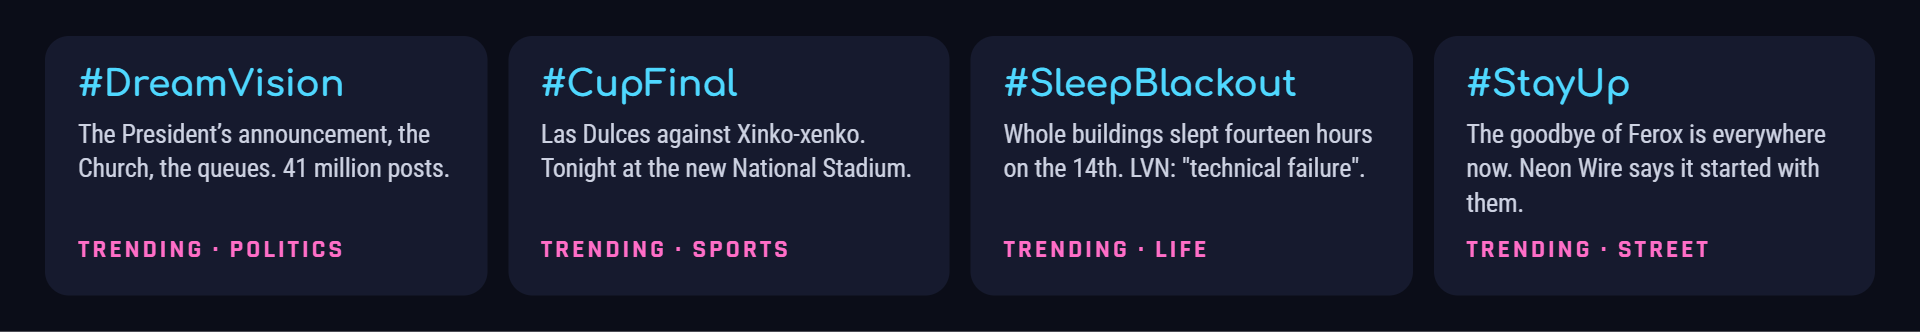 #DreamVision
The President’s announcement, the
Church, the queues. 41 million posts.
TRENDING · POLITICS
#CupFinal
Las Dulces against Xinko-xenko.
Tonight at the new National Stadium.
TRENDING · SPORTS
#SleepBlackout
Whole buildings slept fourteen hours
on the 14th. LVN: "technical failure".
TRENDING · LIFE
#StayUp
The goodbye of Ferox is everywhere
now. Neon Wire says it started with
them.
TRENDING · STREET